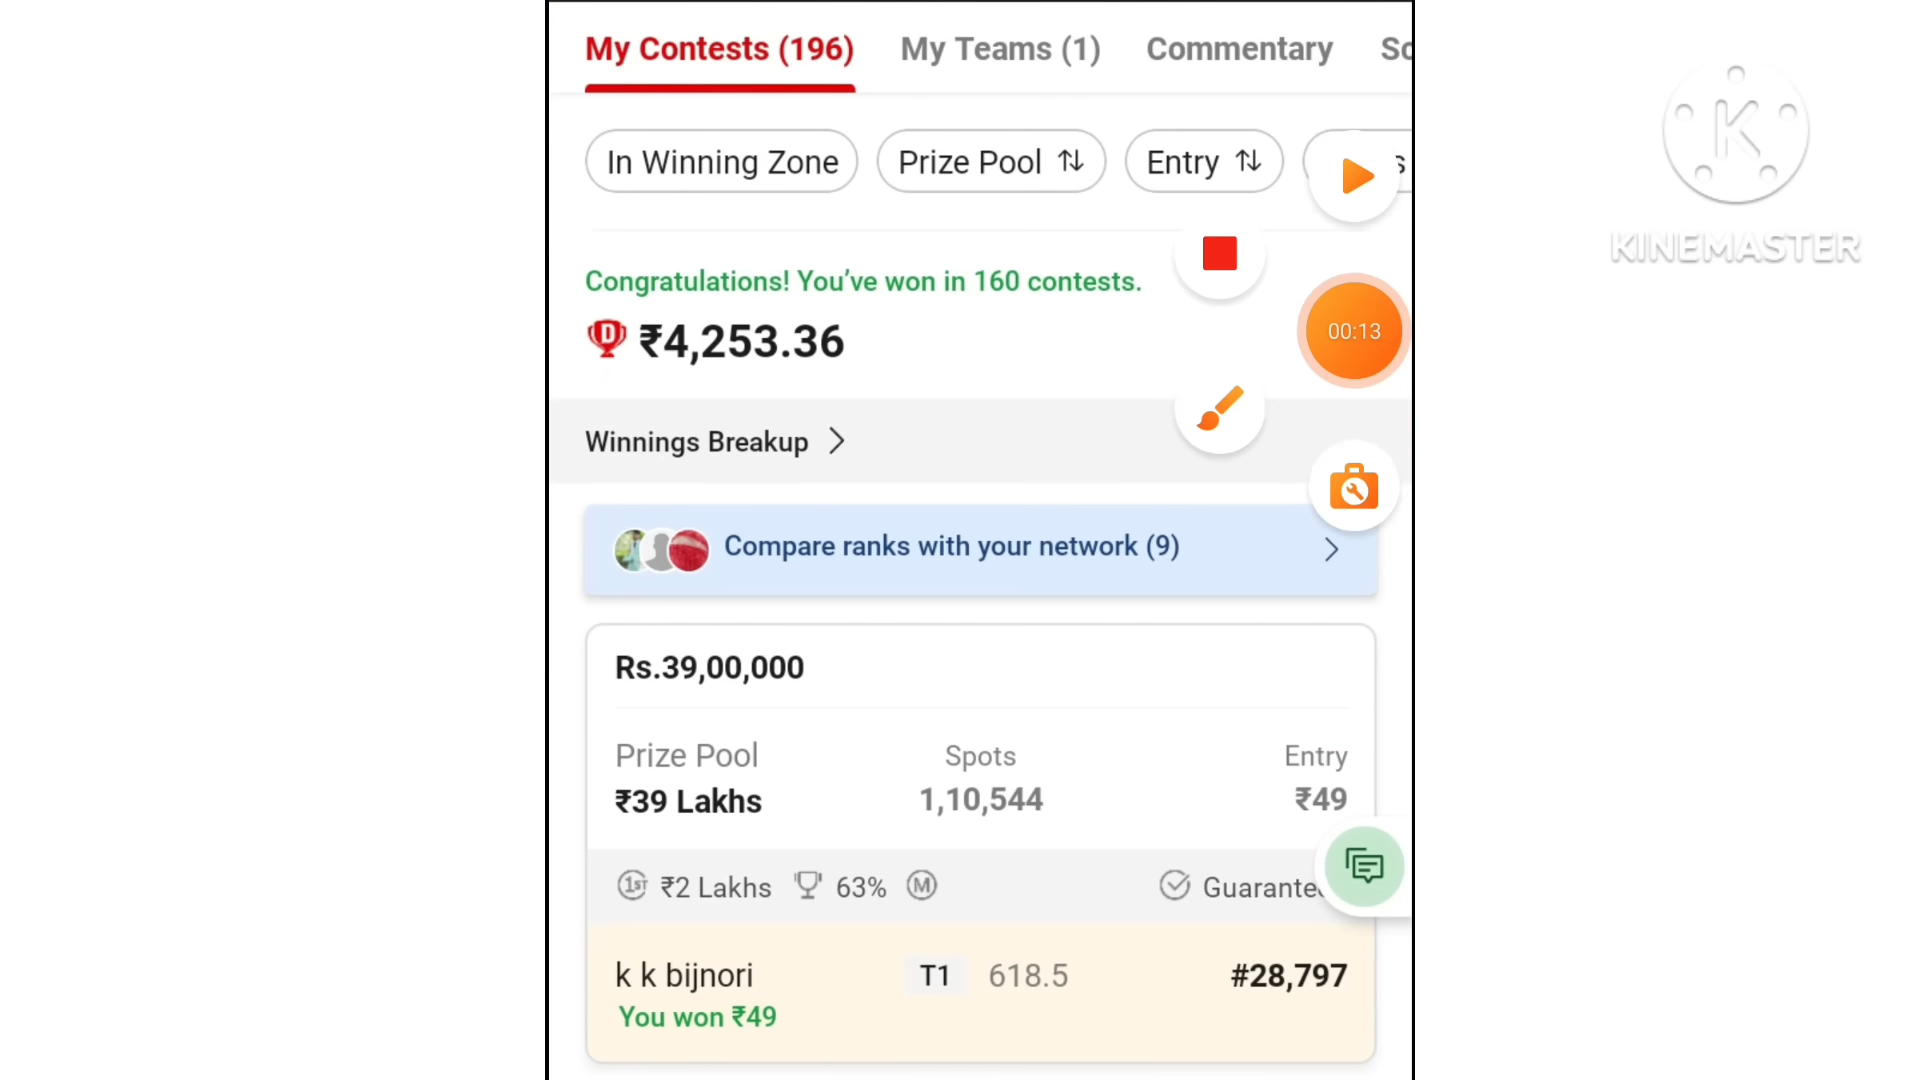 My Contests (196) My Teams (1) Commentary
In Winning Zone Prize Pool Entry
Congratulations! You've won in 160 contests.
D ₹4,253.36
00:13
K
KINEMASTER
Winnings Breakup
Compare ranks with your network (9)
Rs.39,00,000
Prize Pool Spots Entry
₹39 Lakhs 1,10,544 ₹49
1ST ₹2 Lakhs 63% M
k k bijnori T1 618.5 #28,797
You won ₹49